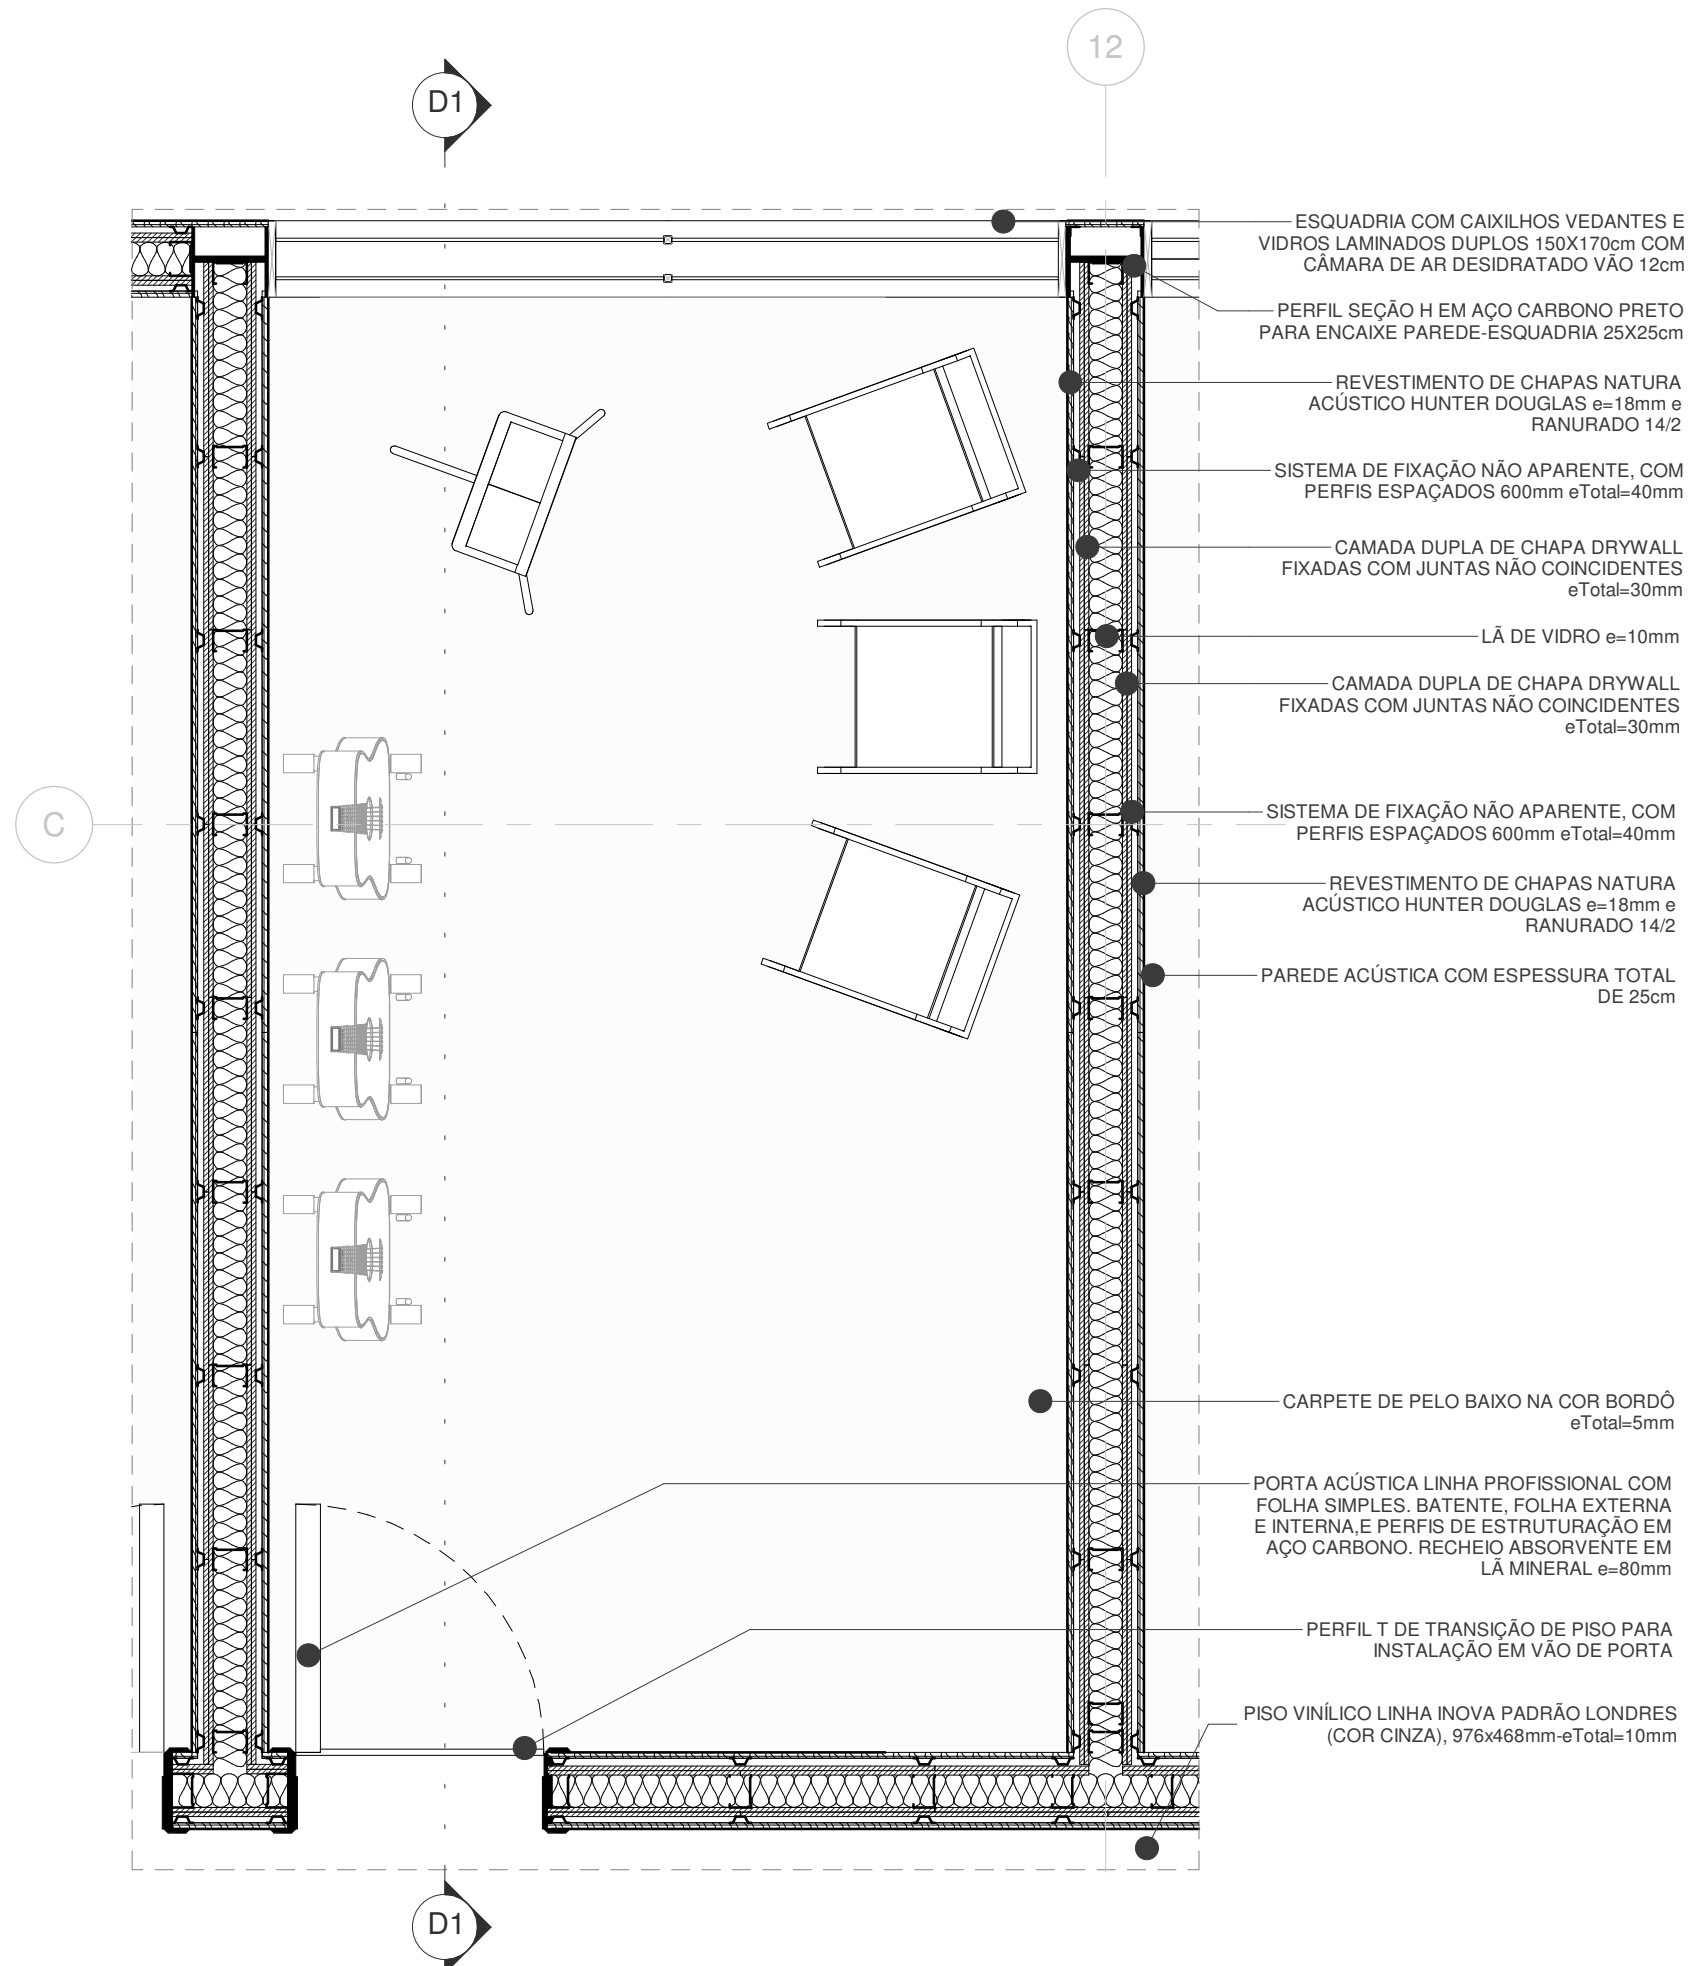 12
D1
ESQUADRIA COM CAIXILHOS VEDANTES E
VIDROS LAMINADOS DUPLOS 150X170cm COM
CÂMARA DE AR DESIDRATADO VÃO 12cm
PERFIL SEÇÃO H EM AÇO CARBONO PRETO
PARA ENCAIXE PAREDE-ESQUADRIA 25X25cm
REVESTIMENTO DE CHAPAS NATURA
ACÚSTICO HUNTER DOUGLAS e=18mm e
RANURADO 14/2
SISTEMA DE FIXAÇÃO NÃO APARENTE, COM
PERFIS ESPAÇADOS 600mm eTotal=40mm
CAMADA DUPLA DE CHAPA DRYWALL
FIXADAS COM JUNTAS NÃO COINCIDENTES
eTotal=30mm
LÃ DE VIDRO e=10mm
CAMADA DUPLA DE CHAPA DRYWALL
FIXADAS COM JUNTAS NÃO COINCIDENTES
eTotal=30mm
C
SISTEMA DE FIXAÇÃO NÃO APARENTE, COM
PERFIS ESPAÇADOS 600mm eTotal=40mm
REVESTIMENTO DE CHAPAS NATURA
ACÚSTICO HUNTER DOUGLAS e=18mm e
RANURADO 14/2
PAREDE ACÚSTICA COM ESPESSURA TOTAL
DE 25cm
CARPETE DE PELO BAIXO NA COR BORDÔ
eTotal=5mm
PORTA ACÚSTICA LINHA PROFISSIONAL COM
FOLHA SIMPLES. BATENTE, FOLHA EXTERNA
E INTERNA,E PERFIS DE ESTRUTURAÇÃO EM
AÇO CARBONO. RECHEIO ABSORVENTE EM
LÃ MINERAL e=80mm
PERFIL T DE TRANSIÇÃO DE PISO PARA
INSTALAÇÃO EM VÃO DE PORTA
PISO VINÍLICO LINHA INOVA PADRÃO LONDRES
(COR CINZA), 976x468mm-eTotal=10mm
D1